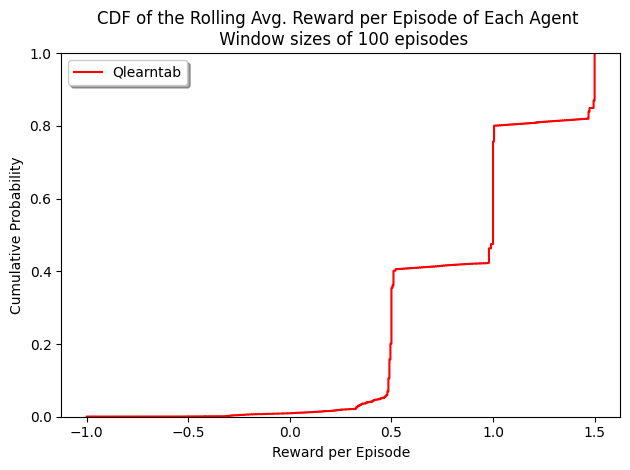 CDF of the Rolling Avg. Reward per Episode of Each Agent
Window sizes of 100 episodes
Qlearntab
Cumulative Probability
1.0
0.8
0.6
0.4
0.2
0.0
−1.0 −0.5 0.0 0.5 1.0 1.5
Reward per Episode